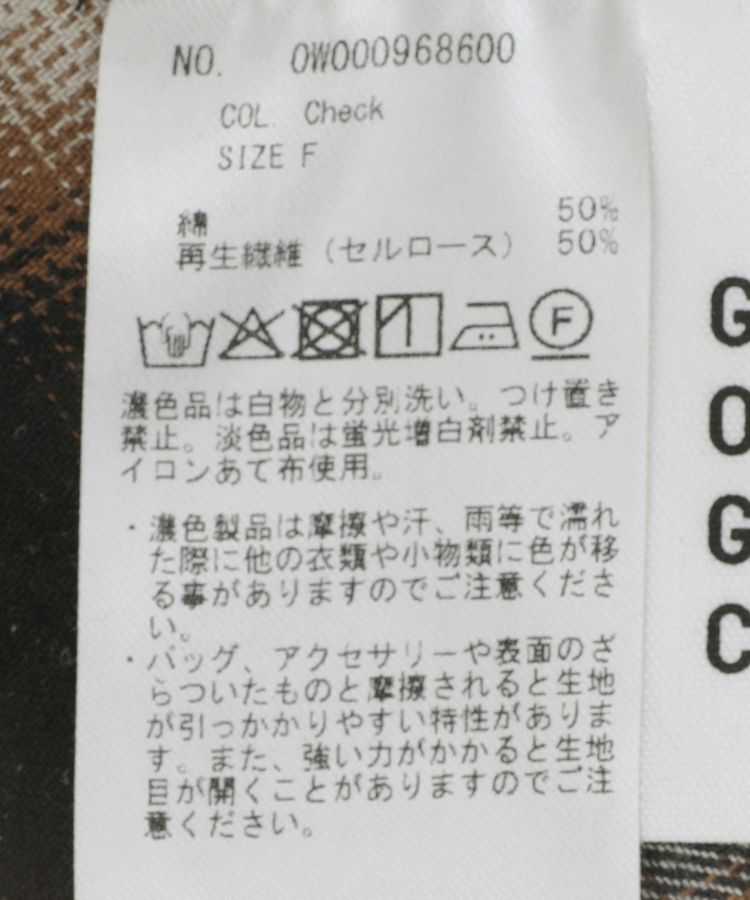 NO. 0W000968600
COL. Check
SIZE F
綿 50%
再生繊維（セルロース） 50%
F
濃色品は白物と分別洗い。つけ置き
禁止。淡色品は蛍光増白剤禁止。ア
イロンあて布使用。
・濃色製品は摩擦や汗、雨等で濡れ
た際に他の衣類や小物類に色が移
る事がありますのでご注意くださ
い。
・バッグ、アクセサリーや表面のざ
らついたものと摩擦されると生地
が引っかかりやすい特性がありま
す。また、強い力がかかると生地
目が開くことがありますのでご注
意ください。
G
O
G
C